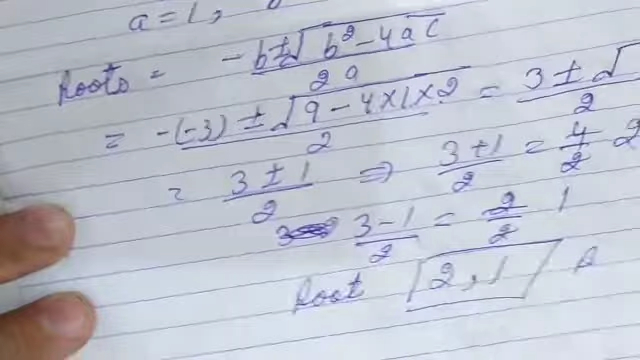 a = 1,
Roots = -b ± √b² - 4ac / 2a
= -(-3) ± √9 - 4×1×2 / 2 = 3 ± √ / 2
= 3 ± 1 / 2 ⇒ 3 + 1 / 2 = 4 / 2 2
3 - 1 / 2 = 2 / 2 1
Root 2, 1